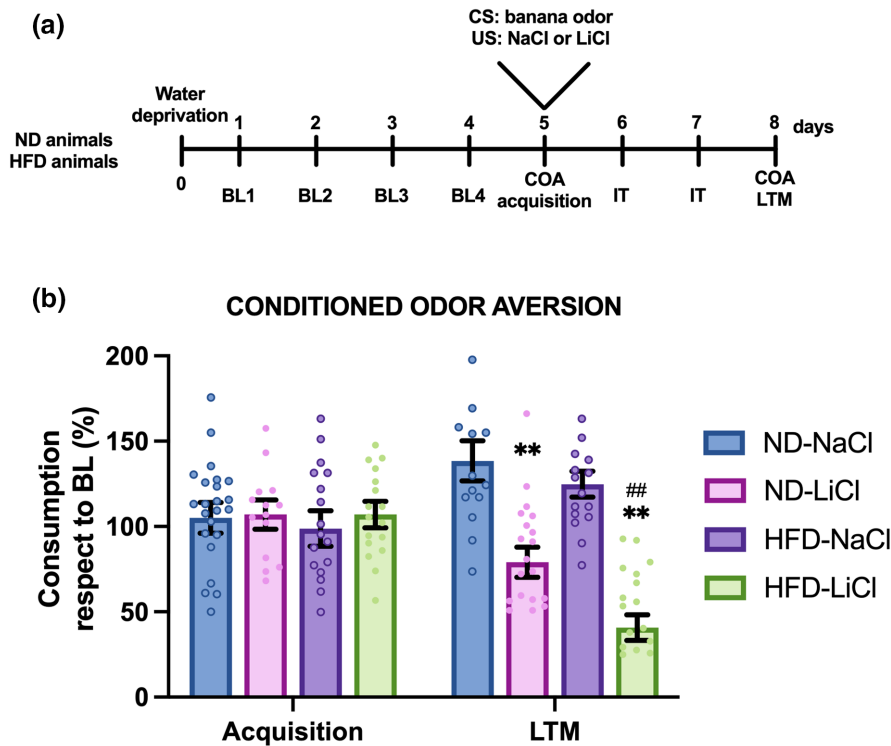 (a)
CS: banana odor
US: NaCl or LiCl
Water
deprivation
1 2 3 4 5 6 7 8 days
ND animals
HFD animals
0 BL1 BL2 BL3 BL4 COA
acquisition IT IT COA
LTM
(b)
CONDITIONED ODOR AVERSION
Consumption
respect to BL (%)
200
150
100
50
0
**
##
**
Acquisition LTM
ND-NaCl
ND-LiCl
HFD-NaCl
HFD-LiCl